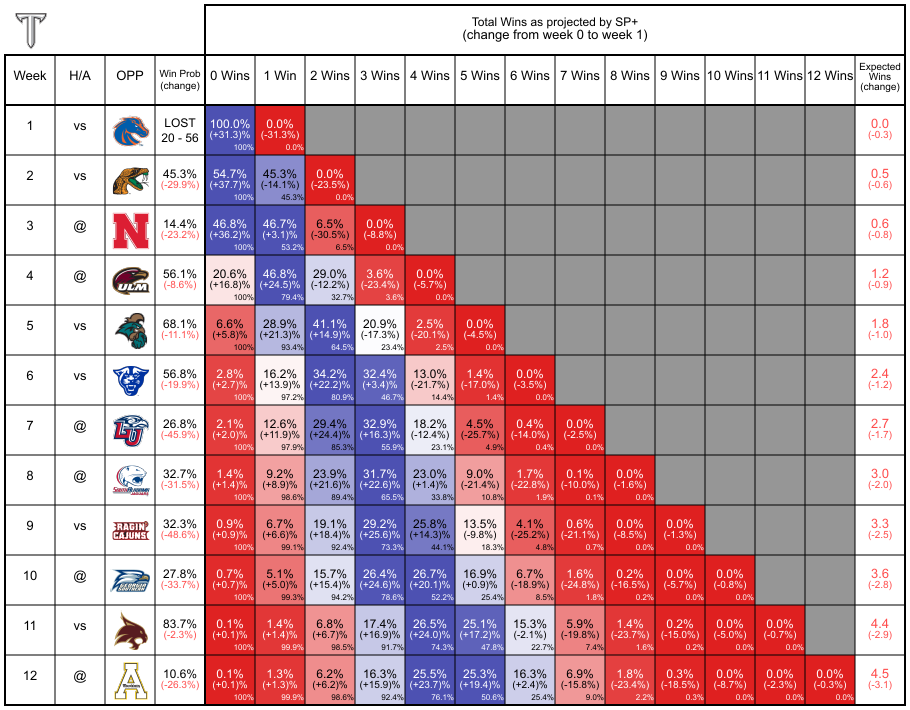 T
Total Wins as projected by SP+
(change from week 0 to week 1)
Week H/A OPP Win Prob (change) 0 Wins 1 Win 2 Wins 3 Wins 4 Wins 5 Wins 6 Wins 7 Wins 8 Wins 9 Wins 10 Wins 11 Wins 12 Wins Expected Wins (change)
1 vs LOST 100.0% 0.0% 0.0
20 - 56 (+31.3)% (-31.3%) (-0.3)
100% 0.0%
2 vs 45.3% 54.7% 45.3% 0.0% 0.5
(-29.9%) (+37.7)% (-14.1%) (-23.5%) (-0.6)
100% 45.3% 0.0%
3 @ N 14.4% 46.8% 46.7% 6.5% 0.0% 0.6
(-23.2%) (+36.2)% (+3.1)% (-30.5%) (-8.8%) (-0.8)
100% 53.2% 6.5% 0.0%
4 @ ULM 56.1% 20.6% 46.8% 29.0% 3.6% 0.0% 1.2
(-8.6%) (+16.8)% (+24.5)% (-12.2%) (-23.4%) (-5.7%) (-0.9)
100% 79.4% 32.7% 3.6% 0.0%
5 vs 68.1% 6.6% 28.9% 41.1% 20.9% 2.5% 0.0% 1.8
(-11.1%) (+5.8)% (+21.3)% (+14.9)% (-17.3%) (-20.1%) (-4.5%) (-1.0)
100% 93.4% 64.5% 23.4% 2.5% 0.0%
6 vs 56.8% 2.8% 16.2% 34.2% 32.4% 13.0% 1.4% 0.0% 2.4
(-19.9%) (+2.7)% (+13.9)% (+22.2)% (+3.4)% (-21.7%) (-17.0%) (-3.5%) (-1.2)
100% 97.2% 80.9% 46.7% 14.4% 1.4% 0.0%
7 @ LU 26.8% 2.1% 12.6% 29.4% 32.9% 18.2% 4.5% 0.4% 0.0% 2.7
(-45.9%) (+2.0)% (+11.9)% (+24.4)% (+16.3)% (-12.4%) (-25.7%) (-14.0%) (-2.5%) (-1.7)
100% 97.9% 85.3% 55.9% 23.1% 4.9% 0.4% 0.0%
8 @ SOUTH ALABAMA JAGUARS 32.7% 1.4% 9.2% 23.9% 31.7% 23.0% 9.0% 1.7% 0.1% 0.0% 3.0
(-31.5%) (+1.4)% (+8.9)% (+21.6)% (+22.6)% (+1.4)% (-21.4%) (-22.8%) (-10.0%) (-1.6%) (-2.0)
100% 98.6% 89.4% 65.5% 33.8% 10.8% 1.9% 0.1% 0.0%
9 vs RAGIN' CAJUNS 32.3% 0.9% 6.7% 19.1% 29.2% 25.8% 13.5% 4.1% 0.6% 0.0% 0.0% 3.3
(-48.6%) (+0.9)% (+6.6)% (+18.4)% (+25.6)% (+14.3)% (-9.8%) (-25.2%) (-21.1%) (-8.5%) (-1.3%) (-2.5)
100% 99.1% 92.4% 73.3% 44.1% 18.3% 4.8% 0.7% 0.0% 0.0%
10 @ GEORGIA SOUTHERN 27.8% 0.7% 5.1% 15.7% 26.4% 26.7% 16.9% 6.7% 1.6% 0.2% 0.0% 0.0% 3.6
(-33.7%) (+0.7)% (+5.0)% (+15.4)% (+24.6)% (+20.1)% (+0.9)% (-18.9%) (-24.8%) (-16.5%) (-5.7%) (-0.8%) (-2.8)
100% 99.3% 94.2% 78.6% 52.2% 25.4% 8.5% 1.8% 0.2% 0.0% 0.0%
11 vs 83.7% 0.1% 1.4% 6.8% 17.4% 26.5% 25.1% 15.3% 5.9% 1.4% 0.2% 0.0% 0.0% 4.4
(-2.3%) (+0.1)% (+1.4)% (+6.7)% (+16.9)% (+24.0)% (+17.2)% (-2.1%) (-19.8%) (-23.7%) (-15.0%) (-5.0%) (-0.7%) (-2.9)
100% 99.9% 98.5% 91.7% 74.3% 47.8% 22.7% 7.4% 1.6% 0.2% 0.0% 0.0%
12 @ A 10.6% 0.1% 1.3% 6.2% 16.3% 25.5% 25.3% 16.3% 6.9% 1.8% 0.3% 0.0% 0.0% 0.0% 4.5
(-26.3%) (+0.1)% (+1.3)% (+6.2)% (+15.9)% (+23.7)% (+19.4)% (+2.4)% (-15.8%) (-23.4%) (-18.5%) (-8.7%) (-2.3%) (-0.3%) (-3.1)
100% 99.9% 98.6% 92.4% 76.1% 50.6% 25.4% 9.0% 2.2% 0.3% 0.0% 0.0% 0.0%